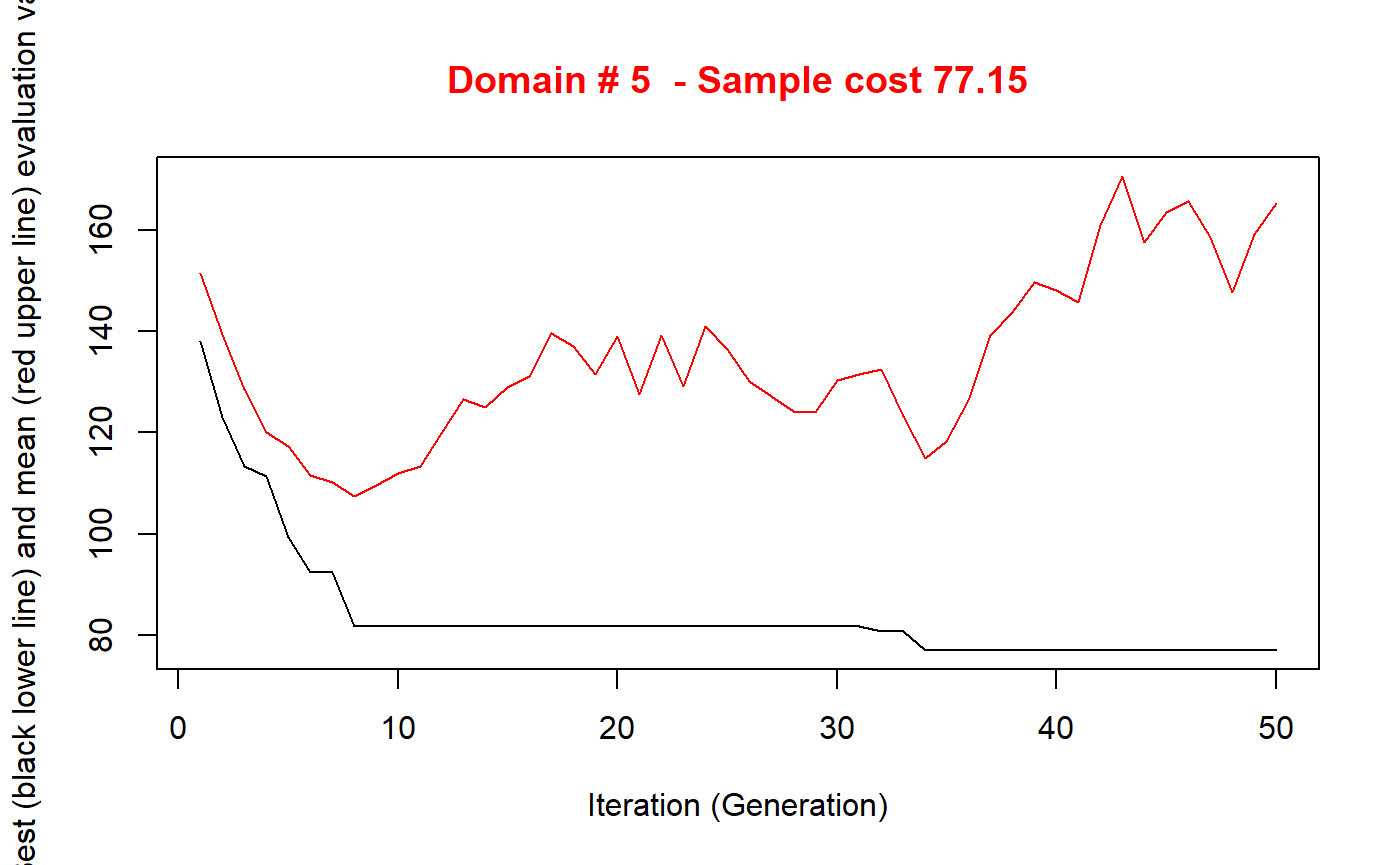 Domain # 5  - Sample cost 77.15
(black lower line) and mean (red upper line) evaluation
160
140
120
100
80
0 10 20 30 40 50
Iteration (Generation)